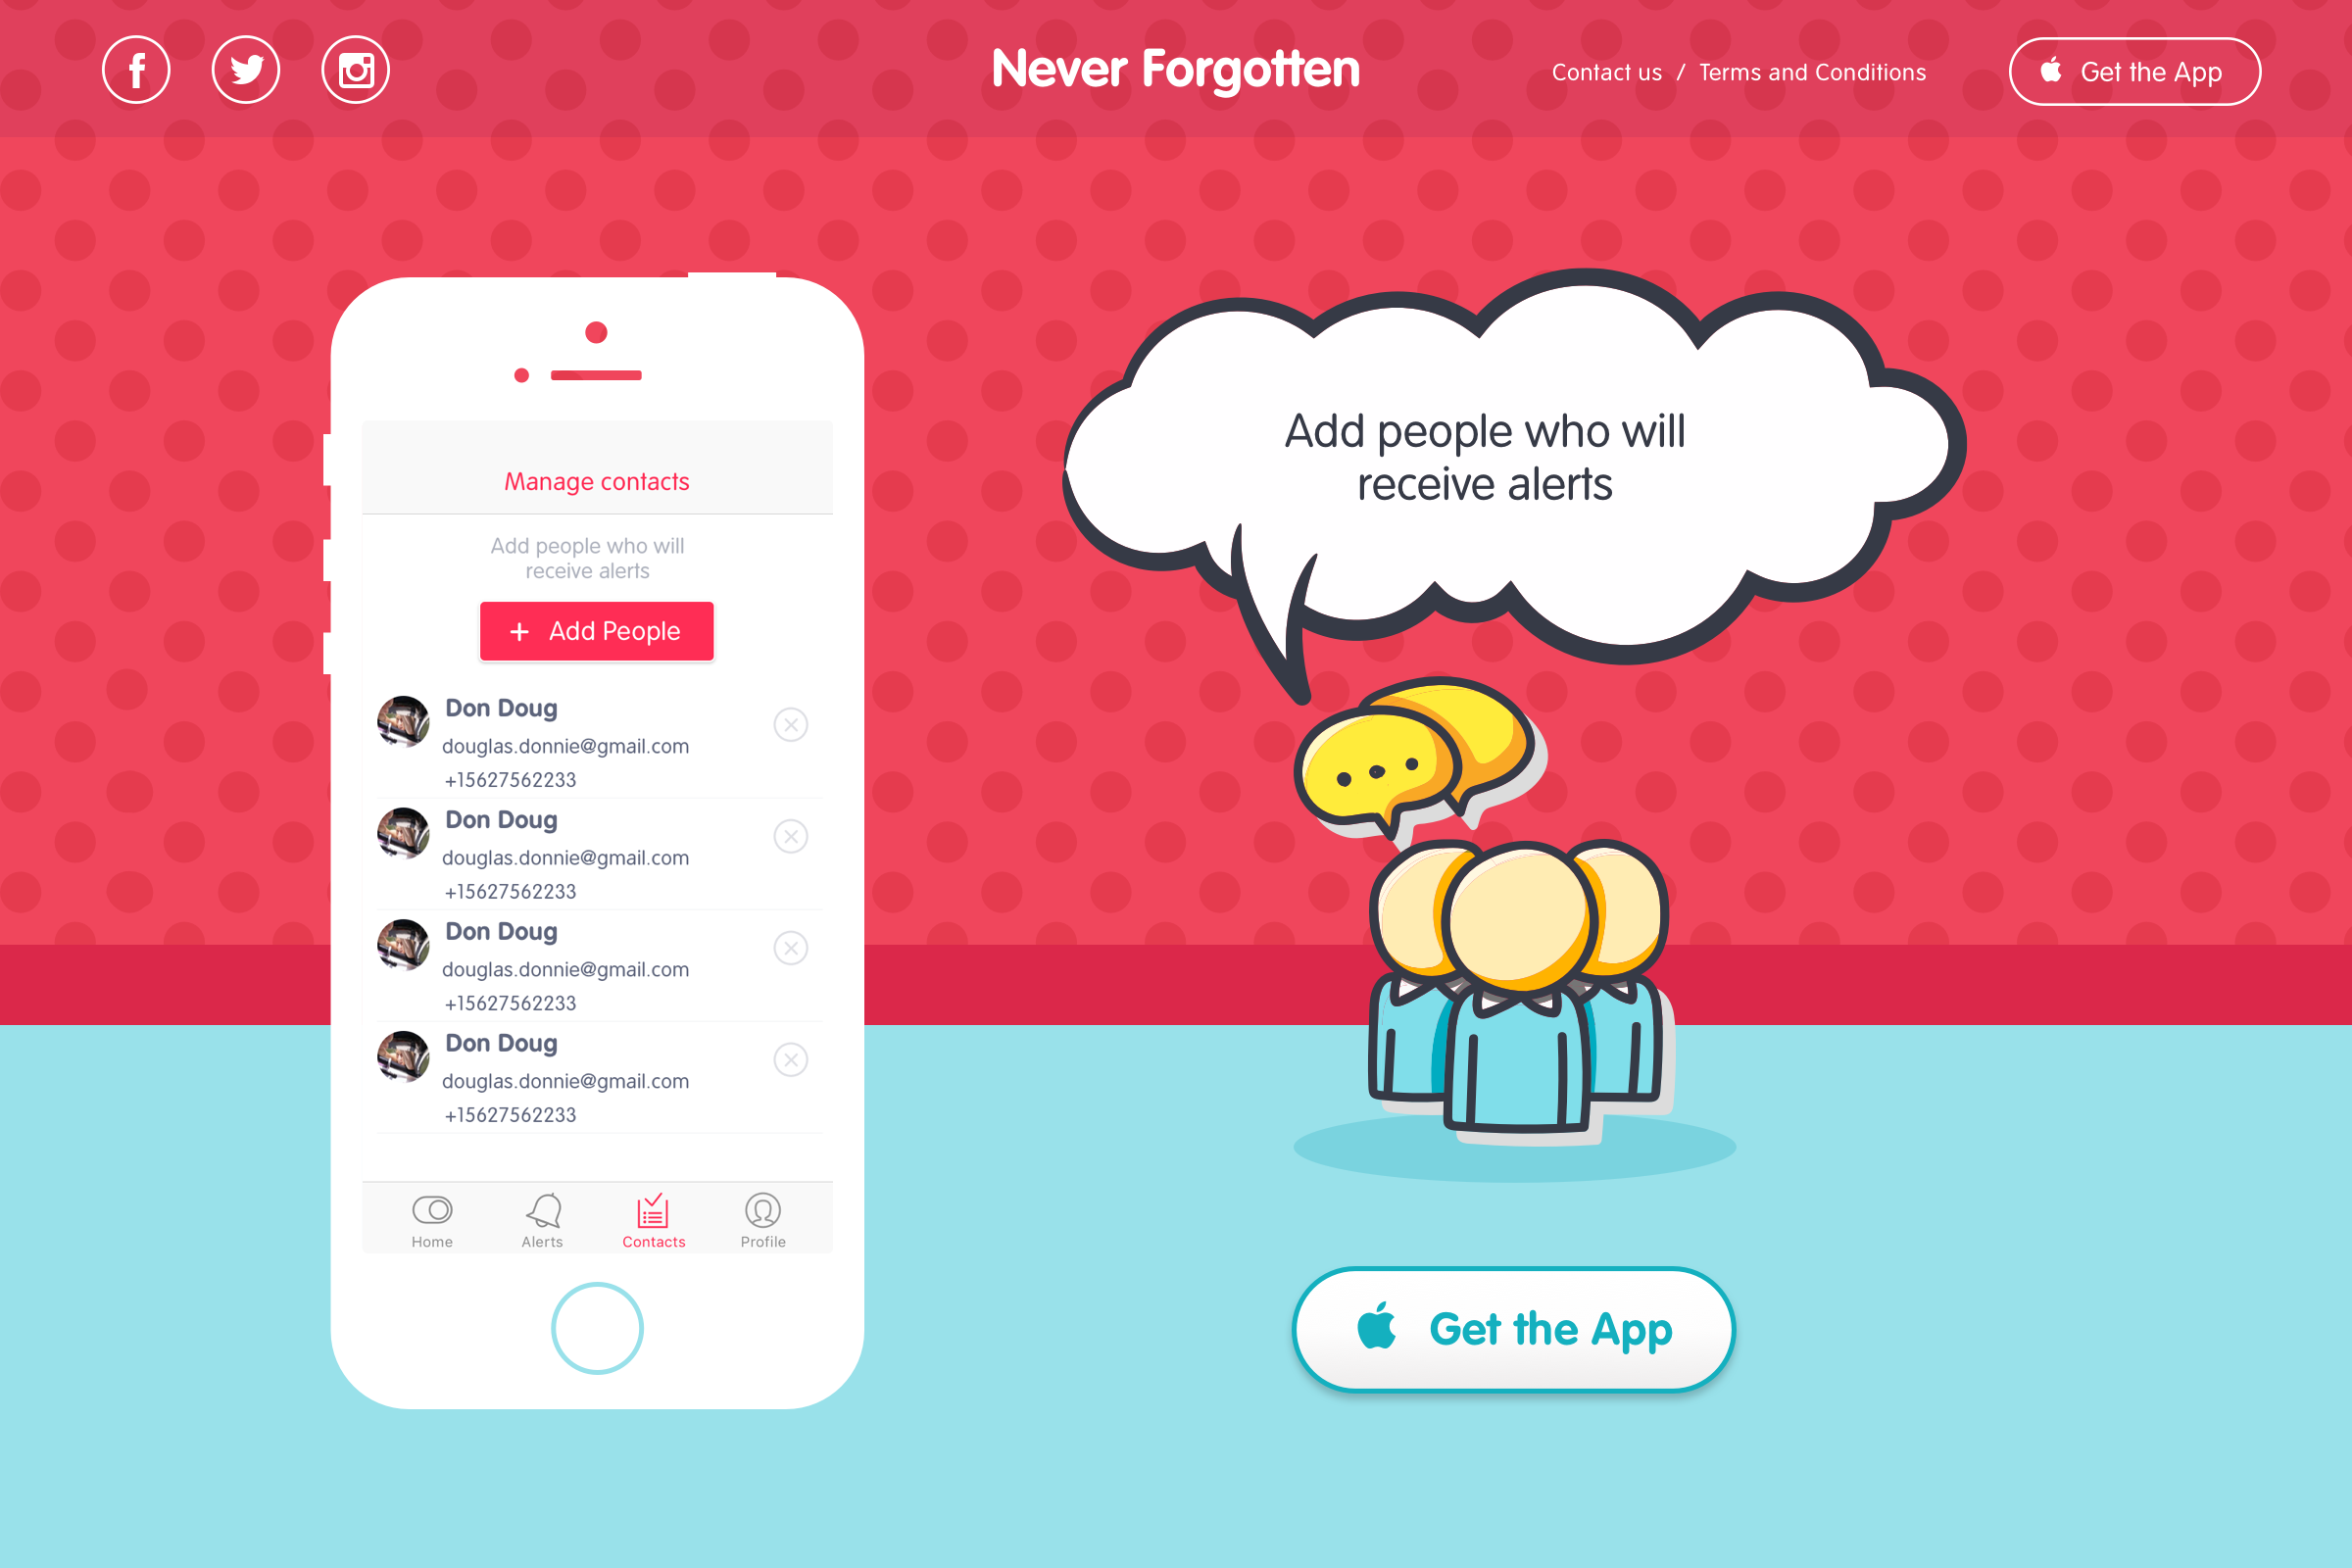 Never Forgotten
Contact us / Terms and Conditions
Get the App
Manage contacts
Add people who will
receive alerts
+ Add People
Don Doug
douglas.donnie@gmail.com
+15627562233
Don Doug
douglas.donnie@gmail.com
+15627562233
Don Doug
douglas.donnie@gmail.com
+15627562233
Don Doug
douglas.donnie@gmail.com
+15627562233
Home
Alerts
Contacts
Profile
Add people who will
receive alerts
Get the App